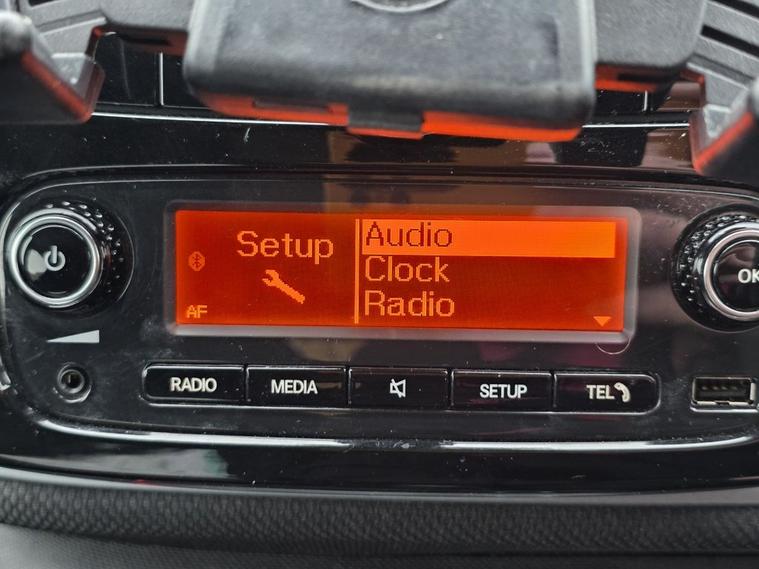 Setup
Audio
Clock
Radio
AF
OK
RADIO
MEDIA
SETUP
TEL